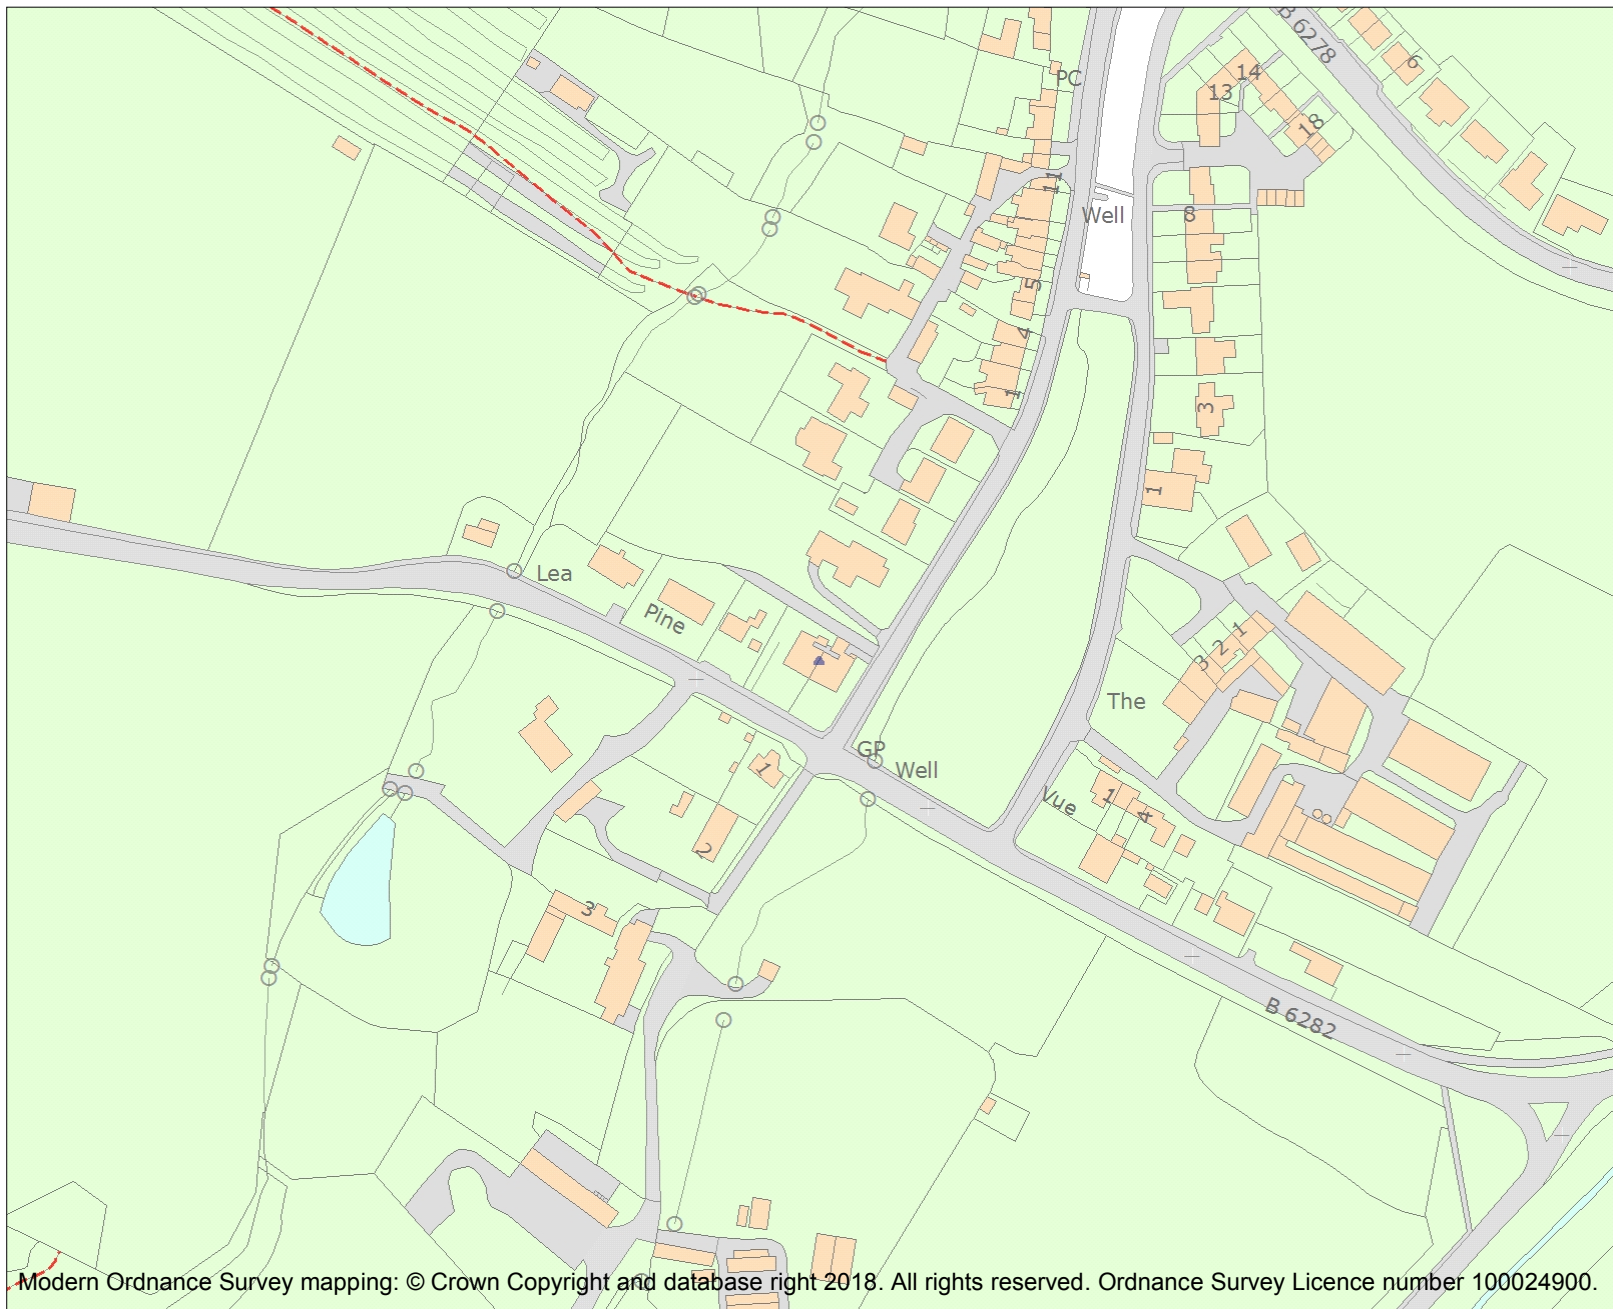 B 6278
6
PC
14
13
18
11
Well
8
5
4
1
3
1
Lea
Pine
1
2
3
The
GP
Well
1
Vue
1
4
8
2
3
B 6282
Modern Ordnance Survey mapping: © Crown Copyright and database right 2018. All rights reserved. Ordnance Survey Licence number 100024900.